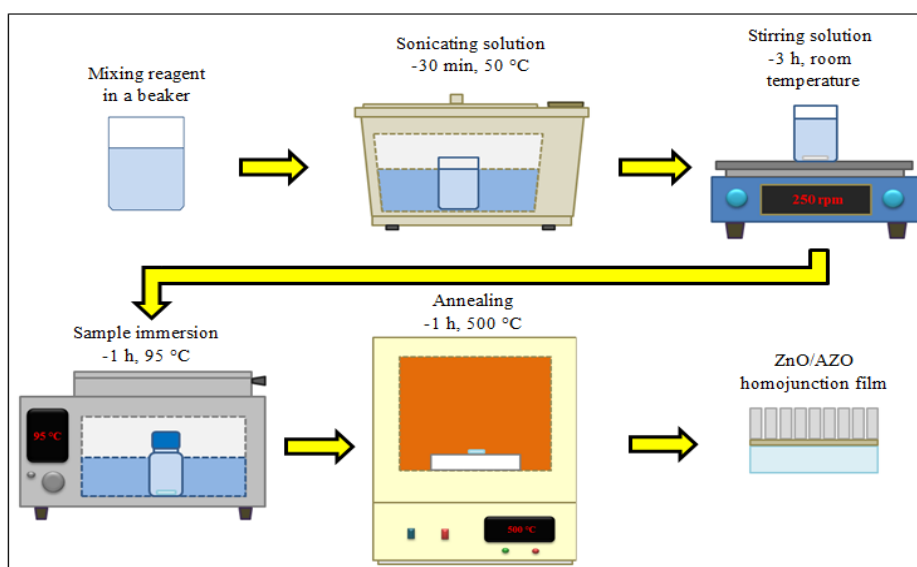 Mixing reagent
in a beaker
Sonicating solution
-30 min, 50 °C
Stirring solution
-3 h, room
temperature
250 rpm
Sample immersion
-1 h, 95 °C
95 °C
Annealing
-1 h, 500 °C
500 °C
ZnO/AZO
homojunction film